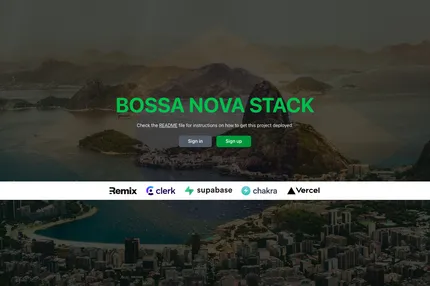 BOSSA NOVA STACK
Check the README file for instructions on how to get this project deployed
Sign in Sign up
Remix clerk supabase chakra Vercel